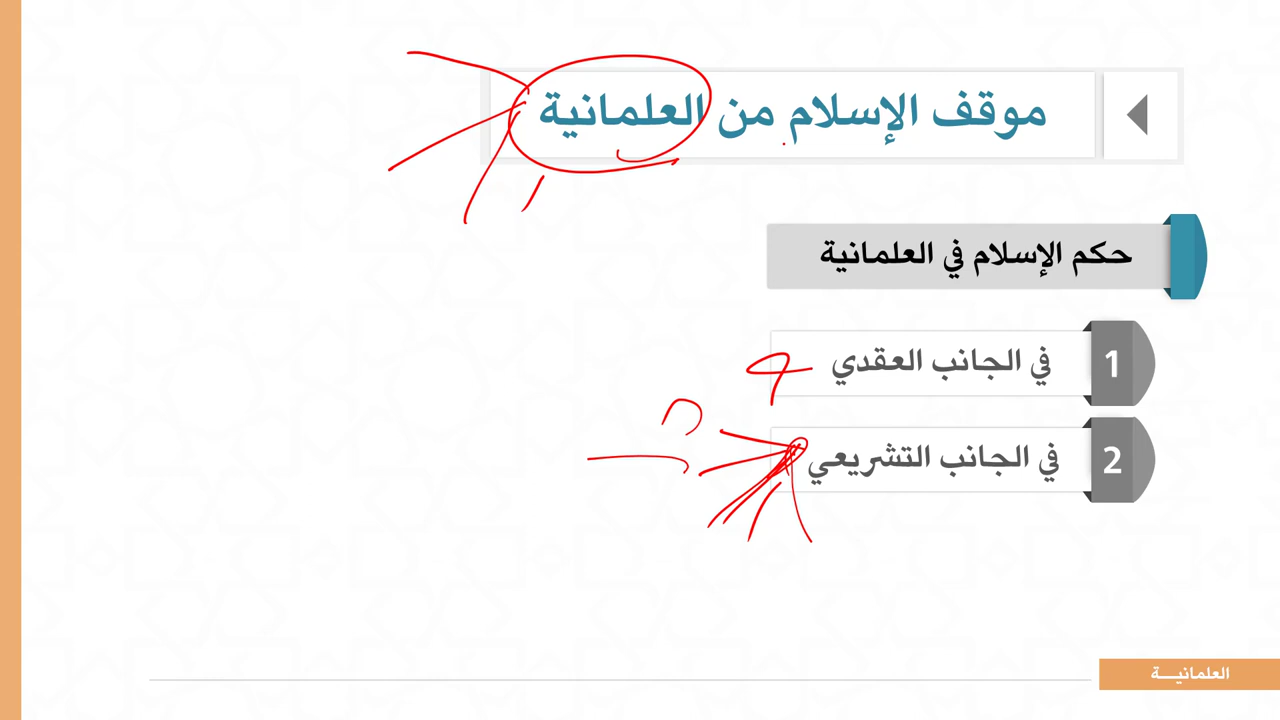 موقف الإسلام من العلمانية
حكم الإسلام في العلمانية
1 في الجانب العقدي
2 في الجانب التشريعي
العلمانيـــة